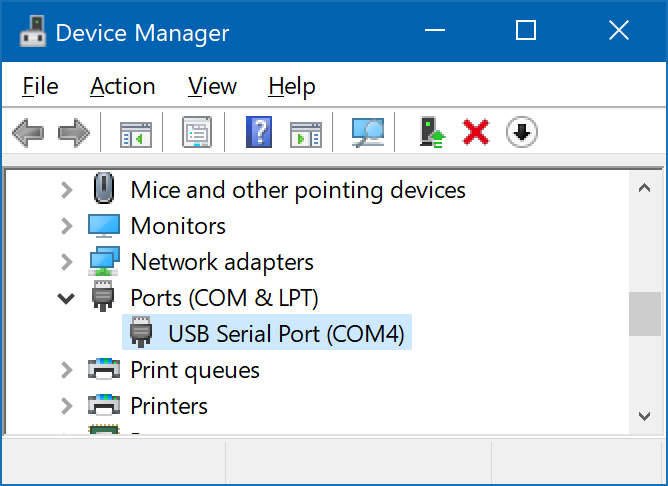 Device Manager
File Action View Help
Mice and other pointing devices
Monitors
Network adapters
Ports (COM & LPT)
USB Serial Port (COM4)
Print queues
Printers